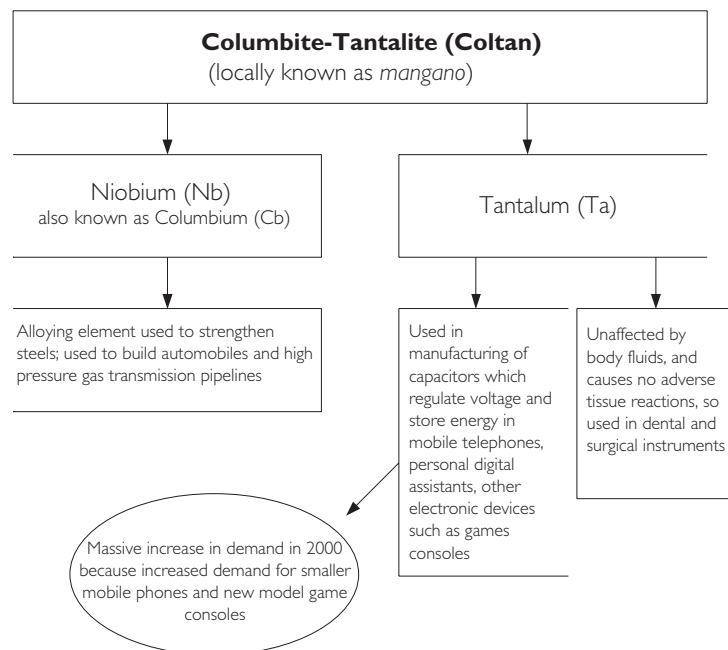 Columbite-Tantalite (Coltan)
(locally known as mangano)
Niobium (Nb)
also known as Columbium (Cb)
Tantalum (Ta)
Alloying element used to strengthen
steels; used to build automobiles and high
pressure gas transmission pipelines
Used in
manufacturing of
capacitors which
regulate voltage and
store energy in
mobile telephones,
personal digital
assistants, other
electronic devices
such as games
consoles
Unaffected by
body fluids, and
causes no adverse
tissue reactions, so
used in dental and
surgical instruments
Massive increase in demand in 2000
because increased demand for smaller
mobile phones and new model game
consoles